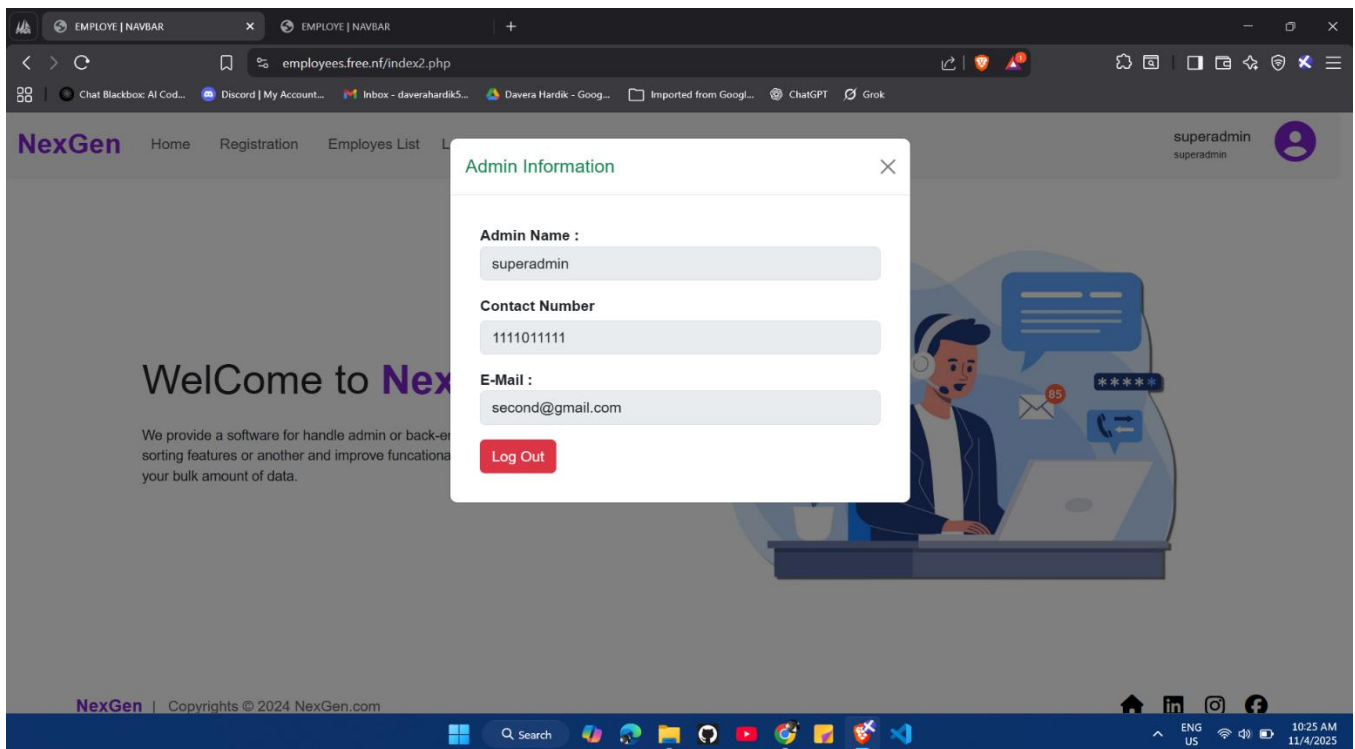 EMPLOYE | NAVBAR
EMPLOYE | NAVBAR
employees.free.nf/index2.php
Chat Blackbox: AI Cod... Discord | My Account... Inbox - daverahardik5... Davera Hardik - Goog... Imported from Googl... ChatGPT Grok
NexGen Home Registration Employes List L
superadmin
superadmin
Admin Information
Admin Name :
superadmin
Contact Number
1111011111
E-Mail :
second@gmail.com
Log Out
WelCome to Nex
We provide a software for handle admin or back-e
sorting features or another and improve funcationa
your bulk amount of data.
*****
85
NexGen | Copyrights © 2024 NexGen.com
Search
ENG
US
10:25 AM
11/4/2025